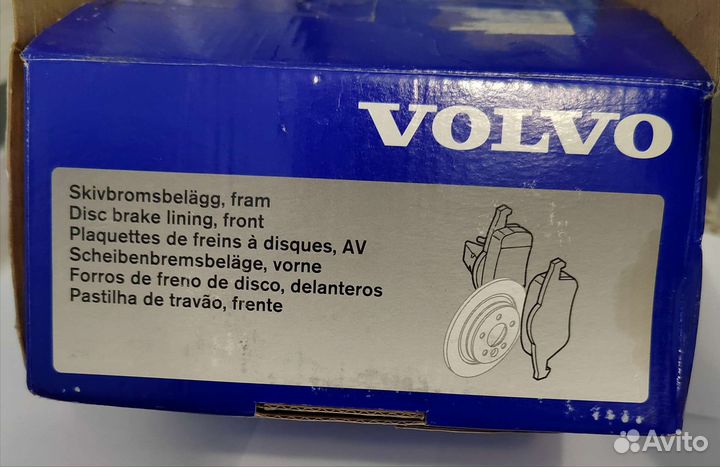 VOLVO
Skivbromsbelägg, fram
Disc brake lining, front
Plaquettes de freins à disques, AV
Scheibenbremsbeläge, vorne
Forros de freno de disco, delanteros
Pastilha de travão, frente
Avito